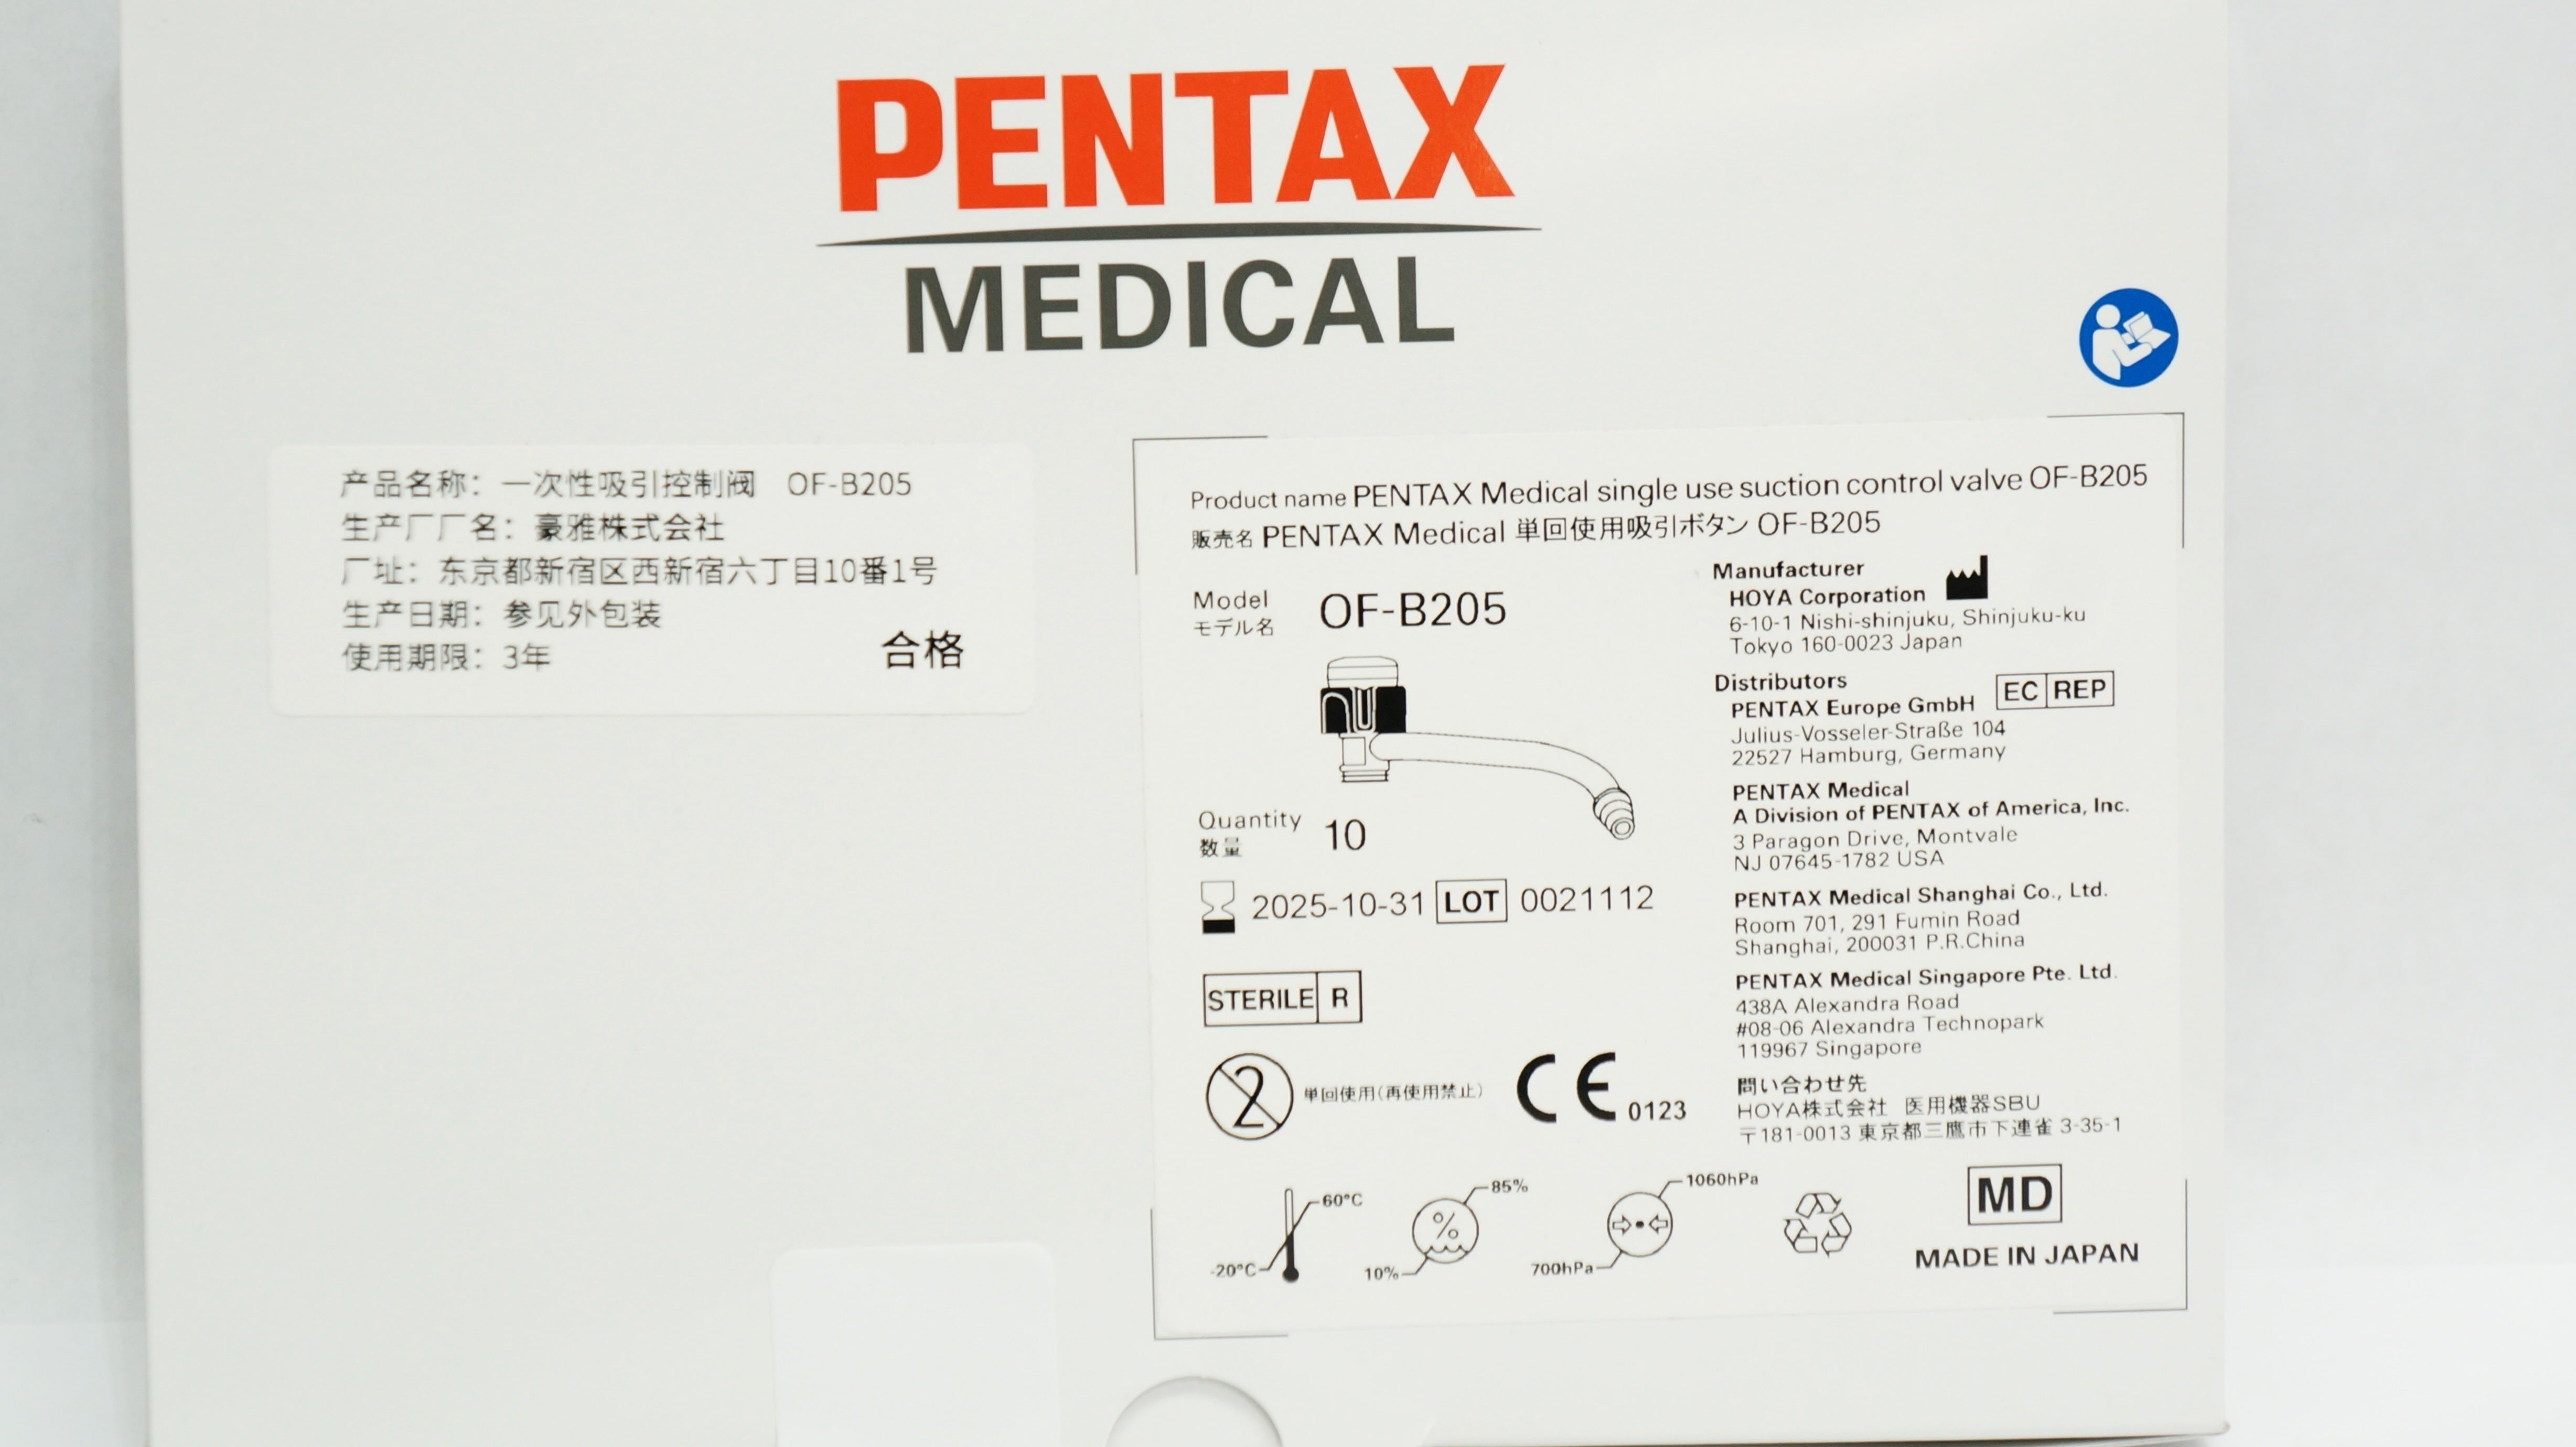 PENTAX
MEDICAL
产品名称：一次性吸引控制阀 OF-B205
生产厂厂名：豪雅株式会社
厂址：东京都新宿区西新宿六丁目10番1号
生产日期：参见外包装
使用期限：3年
合格
Product name PENTAX Medical single use suction control valve OF-B205
販売名 PENTAX Medical 単回使用吸引ボタン OF-B205
Model
モデル名
OF-B205
Quantity
数量
10
2025-10-31 LOT 0021112
STERILE R
2 単回使用(再使用禁止)
CE 0123
Manufacturer
HOYA Corporation
6-10-1 Nishi-shinjuku, Shinjuku-ku
Tokyo 160-0023 Japan
Distributors
PENTAX Europe GmbH EC REP
Julius-Vosseler-Straße 104
22527 Hamburg, Germany
PENTAX Medical
A Division of PENTAX of America, Inc.
3 Paragon Drive, Montvale
NJ 07645-1782 USA
PENTAX Medical Shanghai Co., Ltd.
Room 701, 291 Fumin Road
Shanghai, 200031 P.R.China
PENTAX Medical Singapore Pte. Ltd.
438A Alexandra Road
#08-06 Alexandra Technopark
119967 Singapore
問い合わせ先
HOYA株式会社 医用機器SBU
〒181-0013 東京都三鷹市下連雀 3-35-1
60°C
-20°C
85%
%
10%
1060hPa
700hPa
MD
MADE IN JAPAN